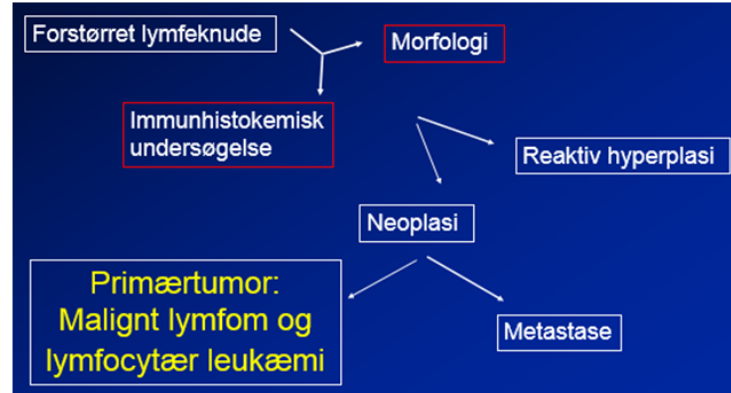 Forstørret lymfeknude
Morfologi
Immunhistokemisk
undersøgelse
Reaktiv hyperplasi
Neoplasi
Primærtumor:
Malignt lymfom og
lymfocytær leukæmi
Metastase